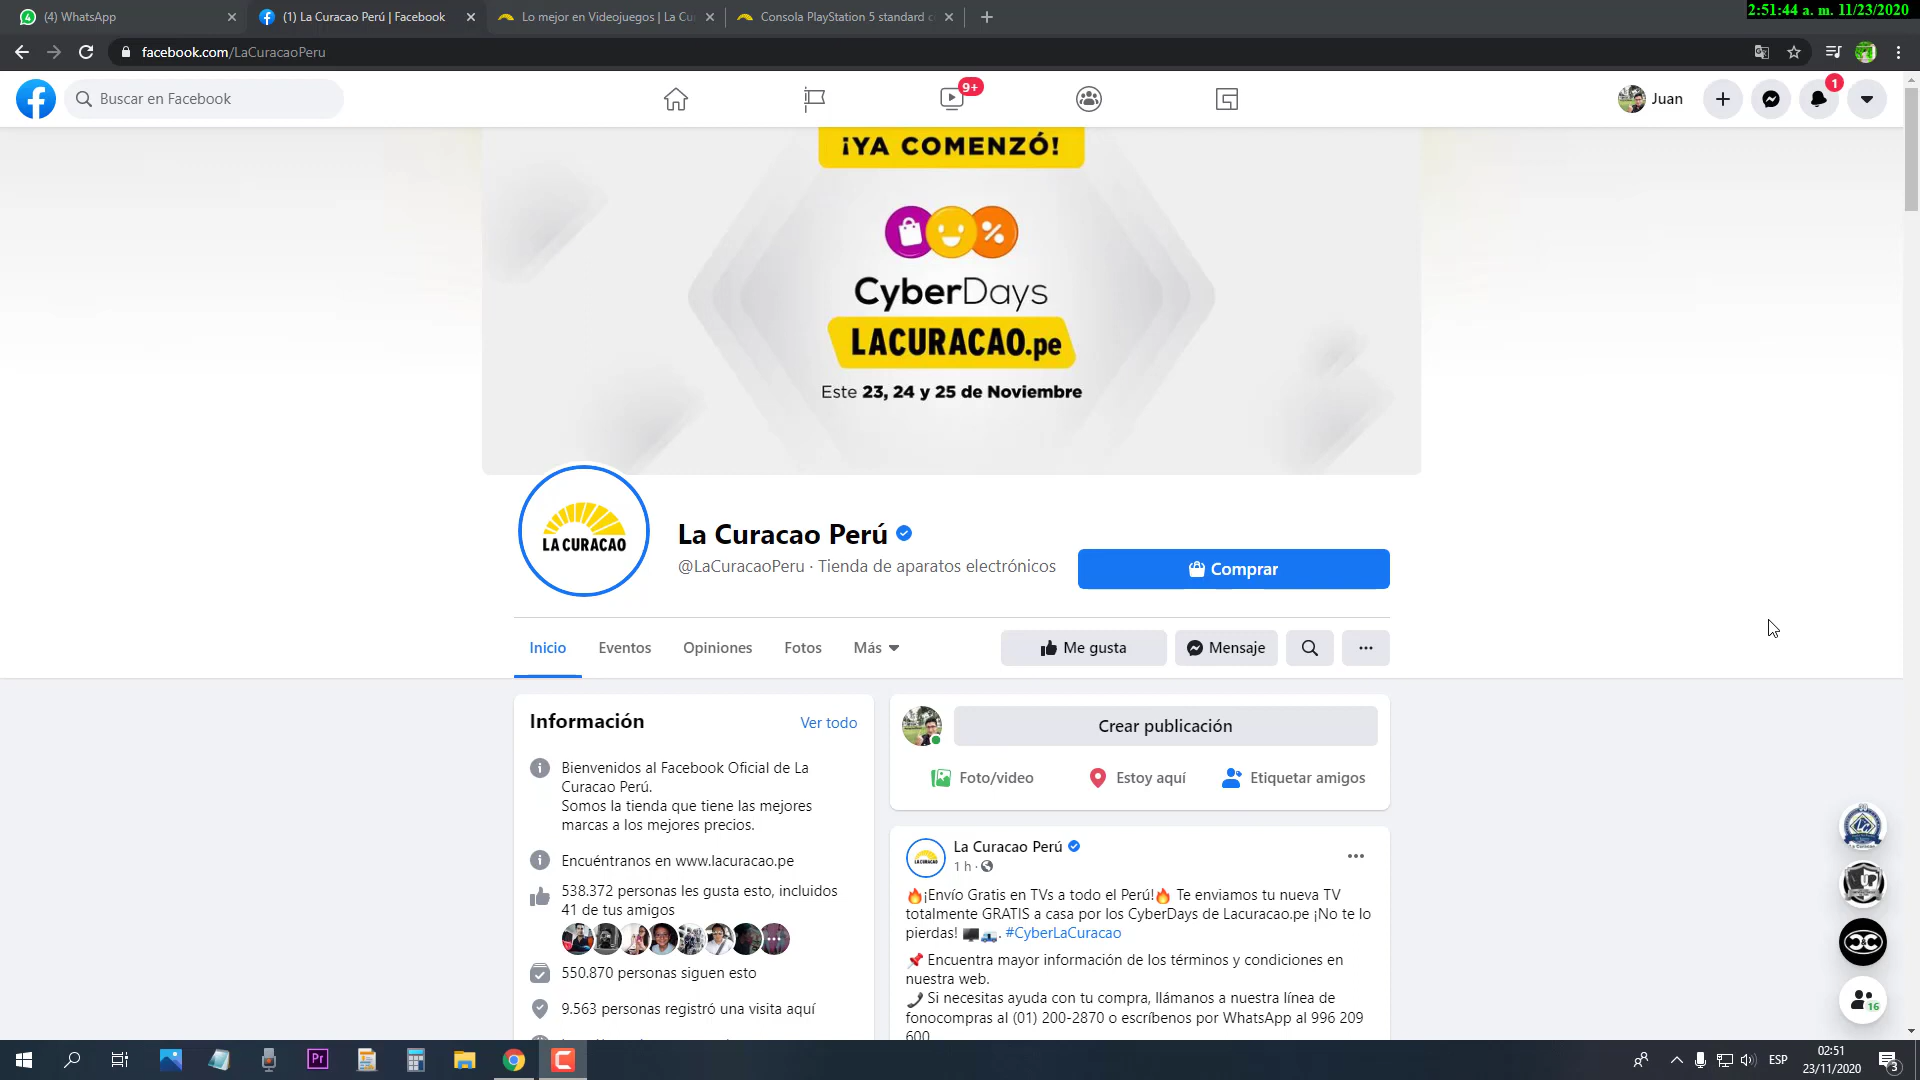 (4) WhatsApp
(1) La Curacao Perú | Facebook
Lo mejor en Videojuegos | La Cu
Consola PlayStation 5 standard c
2:51:44 a. m. 11/23/2020
facebook.com/LaCuracaoPeru
Buscar en Facebook
9+
Juan
1
¡YA COMENZÓ!
CyberDays
LACURACAO.pe
Este 23, 24 y 25 de Noviembre
LA CURACAO
La Curacao Perú
@LaCuracaoPeru · Tienda de aparatos electrónicos
Comprar
Inicio
Eventos
Opiniones
Fotos
Más
Me gusta
Mensaje
Información
Ver todo
Bienvenidos al Facebook Oficial de La
Curacao Perú.
Somos la tienda que tiene las mejores
marcas a los mejores precios.
Encuéntranos en www.lacuracao.pe
538.372 personas les gusta esto, incluidos
41 de tus amigos
550.870 personas siguen esto
9.563 personas registró una visita aquí
Crear publicación
Foto/video
Estoy aquí
Etiquetar amigos
La Curacao Perú
1 h ·
🔥¡Envío Gratis en TVs a todo el Perú!🔥 Te enviamos tu nueva TV
totalmente GRATIS a casa por los CyberDays de Lacuracao.pe ¡No te lo
pierdas! 🖥️🚙. #CyberLaCuracao
📌 Encuentra mayor información de los términos y condiciones en
nuestra web.
📞 Si necesitas ayuda con tu compra, llámanos a nuestra línea de
fonocompras al (01) 200-2870 o escríbenos por WhatsApp al 996 209
600
16
Pr
ESP
02:51
23/11/2020
3